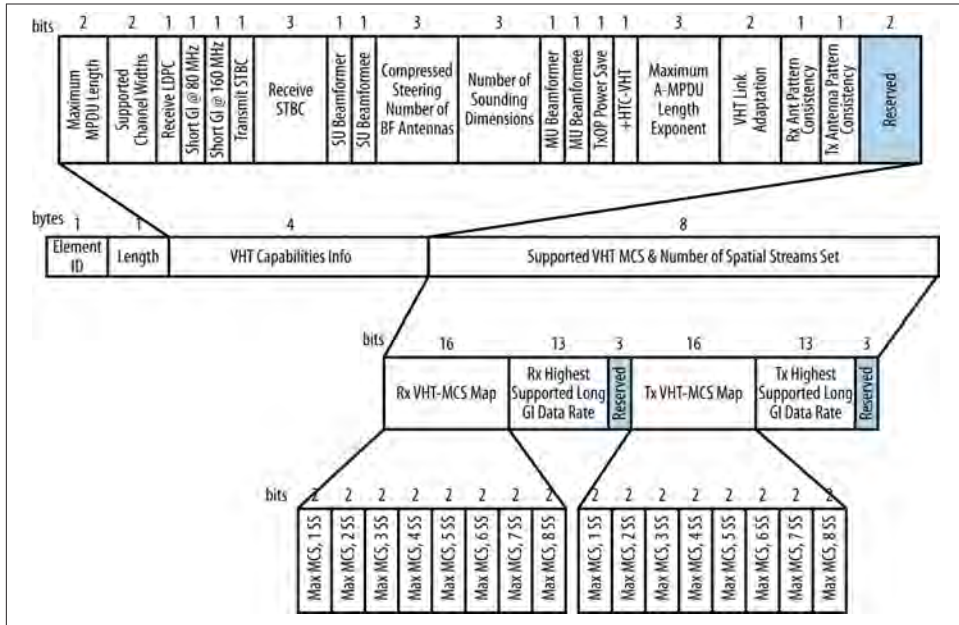 bits 2 2 1 1 1 1 3 1 1 3 3 1 1 1 1 3 2 1 1 2
Maximum
MPDU Length
Supported
Channel Widths
Receive LDPC
Short GI @ 80 MHz
Short GI @ 160 MHz
Transmit STBC
Receive
STBC
SU Beamformer
SU Beamformee
Compressed
Steering
Number of
BF Antennas
Number of
Sounding
Dimensions
MU Beamformer
MU Beamformee
TxOP Power Save
+HTC-VHT
Maximum
A-MPDU
Length
Exponent
VHT Link
Adaptation
Rx Ant Pattern
Consistency
Tx Antenna Pattern
Consistency
Reserved
bytes 1 1 4 8
Element
ID
Length
VHT Capabilities Info
Supported VHT MCS & Number of Spatial Streams Set
bits 16 13 3 16 13 3
Rx VHT-MCS Map
Rx Highest
Supported Long
GI Data Rate
Reserved
Tx VHT-MCS Map
Tx Highest
Supported Long
GI Data Rate
Reserved
bits 2 2 2 2 2 2 2 2 2 2 2 2 2 2 2 2
Max MCS, 1 SS
Max MCS, 2 SS
Max MCS, 3 SS
Max MCS, 4 SS
Max MCS, 5 SS
Max MCS, 6 SS
Max MCS, 7 SS
Max MCS, 8 SS
Max MCS, 1 SS
Max MCS, 2 SS
Max MCS, 3 SS
Max MCS, 4 SS
Max MCS, 5 SS
Max MCS, 6 SS
Max MCS, 7 SS
Max MCS, 8 SS